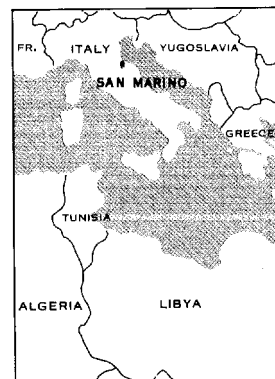 FR. ITALY YUGOSLAVIA
SAN MARINO
GREECE
TUNISIA
ALGERIA LIBYA